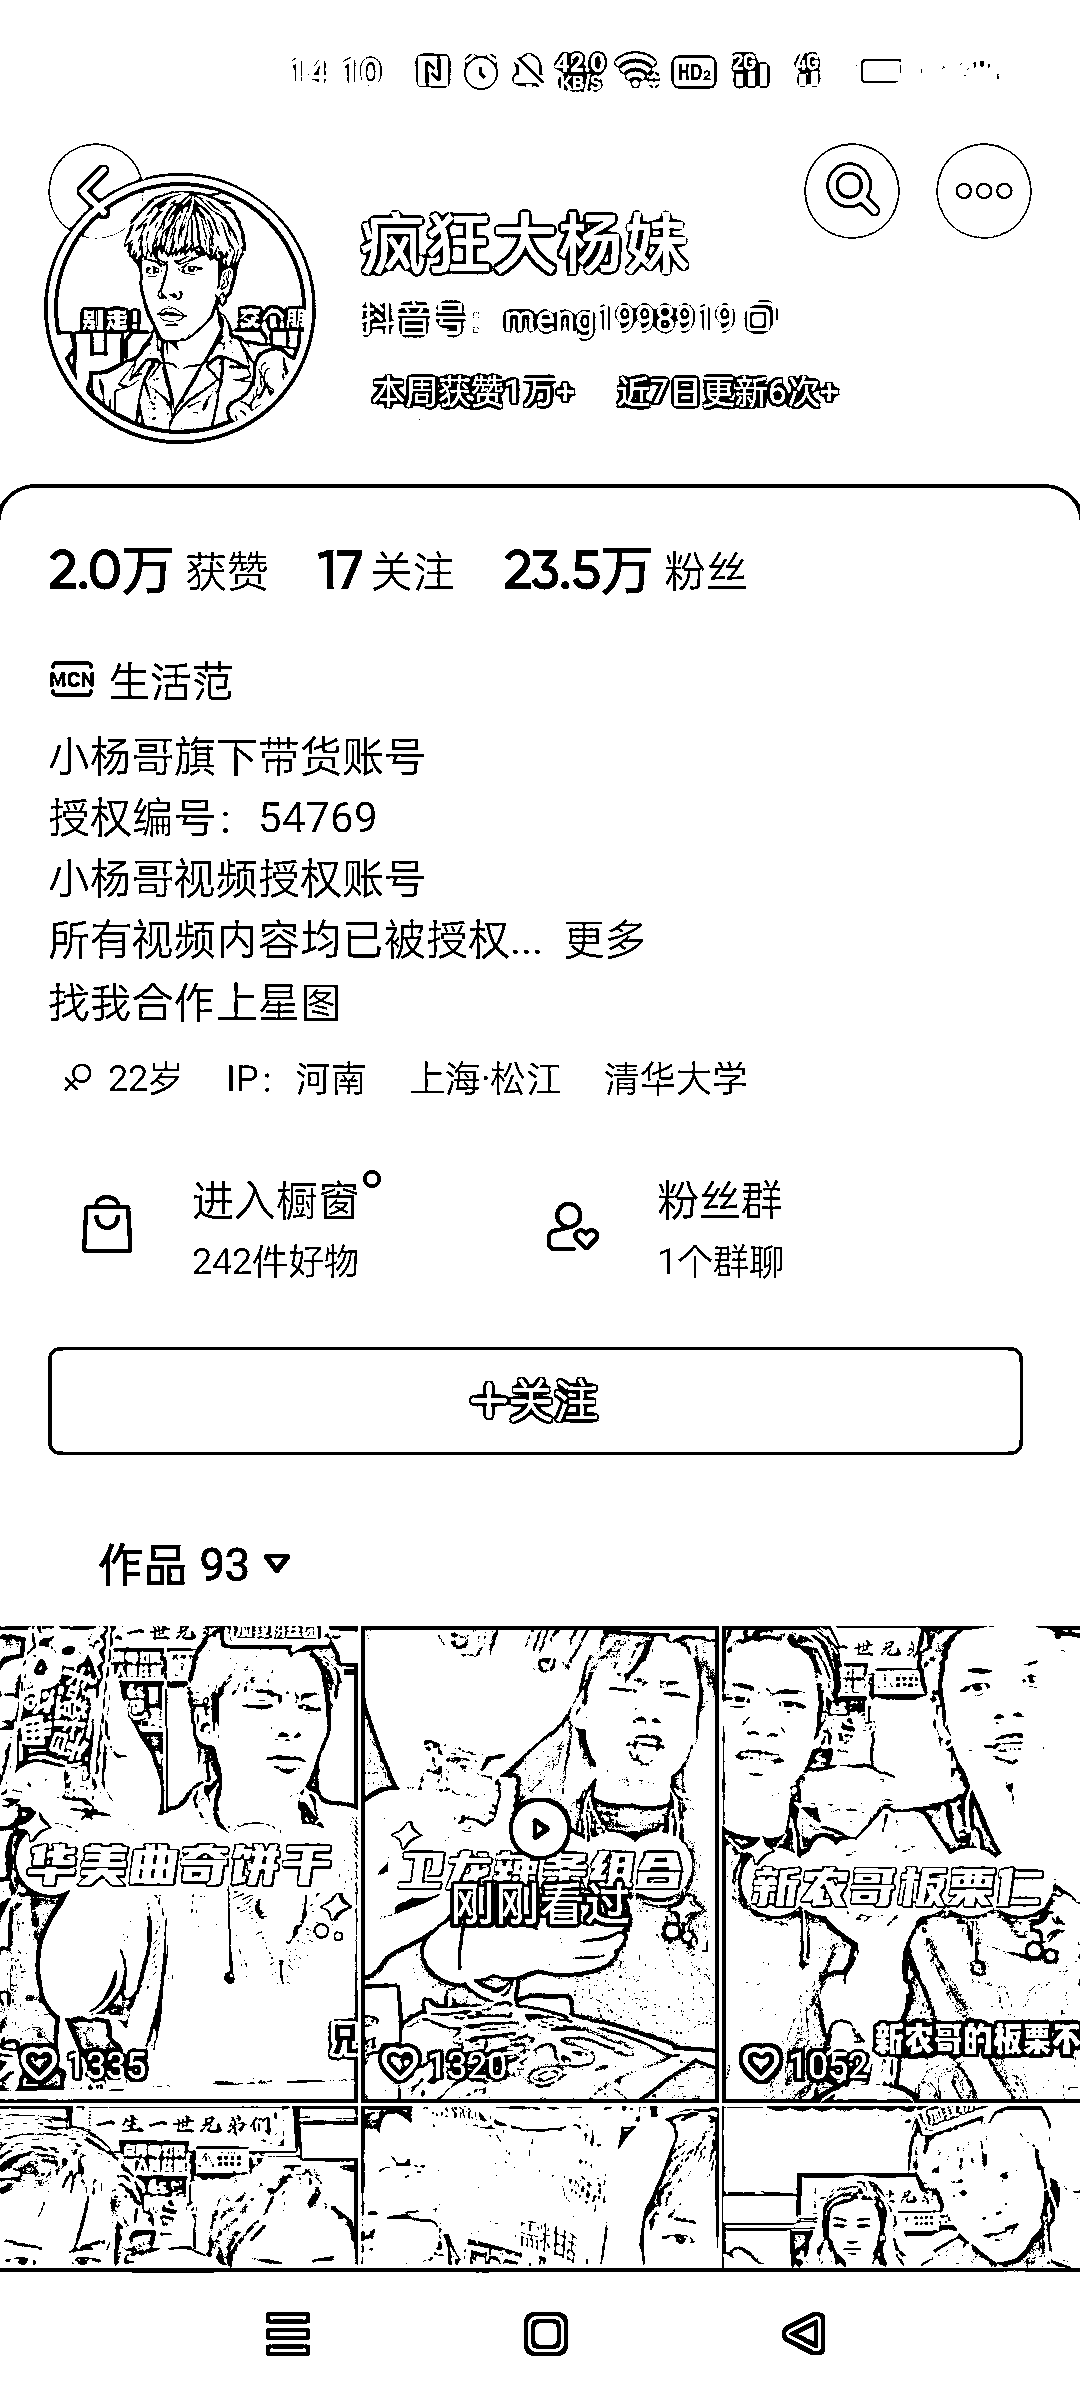 14 10 42.0 KB/S HD2 2G 4G
疯狂大杨妹
抖音号：meng1998919
本周获赞1万+ 近7日更新6次+
别走!
2.0万 获赞 17 关注 23.5万 粉丝
MCN 生活范
小杨哥旗下带货账号
授权编号：54769
小杨哥视频授权账号
所有视频内容均已被授权... 更多
找我合作上星图
22岁 IP：河南 上海·松江 清华大学
进入橱窗 粉丝群
242件好物 1个群聊
+关注
作品 93
华美曲奇饼干
卫龙辣条组合
刚刚看过
新农哥板栗仁
兄
新农哥的板栗不
1335 1320 1052
一生一世兄弟们